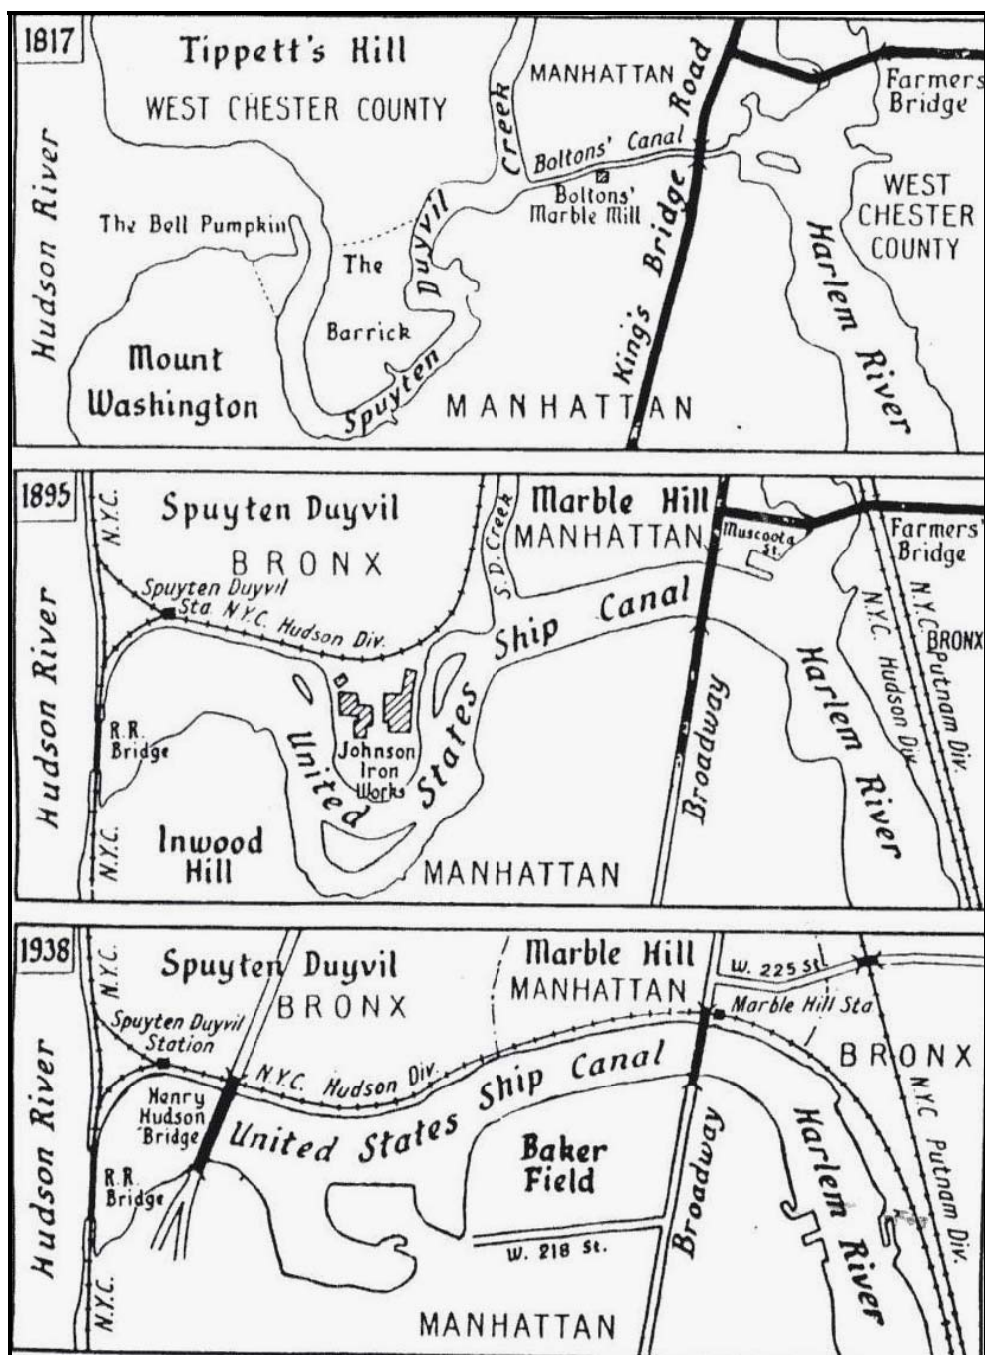 1817
Tippett's Hill
WEST CHESTER COUNTY
MANHATTAN
Farmers'
Bridge
Hudson River
Creek
Boltons' Canal
Boltons'
Marble Mill
King's Bridge Road
WEST
CHESTER
COUNTY
The Bell Pumpkin
The
Barrick
Spuyten Duyvil
Harlem River
Mount
Washington
MANHATTAN
1895
N.Y.C.
Spuyten Duyvil
BRONX
Marble Hill
MANHATTAN
Muscoota
St.
Farmers'
Bridge
S.D. Creek
Spuyten Duyvil
Sta. N.Y.C. Hudson Div.
Hudson River
United States Ship Canal
N.Y.C. Hudson Div.
N.Y.C. Putnam Div.
BRONX
R.R.
Bridge
Johnson
Iron
Works
Broadway
Harlem River
Inwood
Hill
N.Y.C.
MANHATTAN
1938
N.Y.C.
Spuyten Duyvil
BRONX
Marble Hill
MANHATTAN
W. 225 St.
Marble Hill Sta
Spuyten Duyvil
Station
N.Y.C. Hudson Div.
BRONX
Hudson River
Henry
Hudson
Bridge
United States Ship Canal
R.R.
Bridge
Baker
Field
Broadway
Harlem River
N.Y.C Putnam Div.
W. 218 St.
N.Y.C.
MANHATTAN